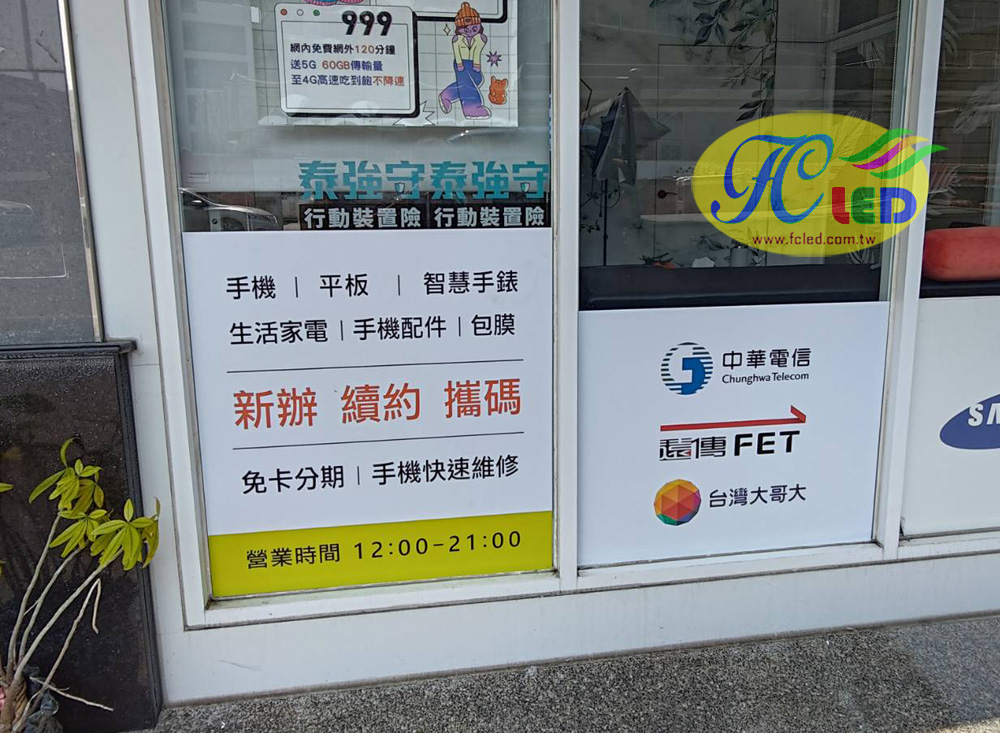 999
網內免費網外120分鐘
送5G 60GB傳輸量
至4G高速吃到飽不降速
泰強守 泰強守
行動裝置險 行動裝置險
手機 | 平板 | 智慧手錶
生活家電 | 手機配件 | 包膜
新辦 續約 攜碼
免卡分期 | 手機快速維修
營業時間 12:00-21:00
FC LED
www.fcled.com.tw
中華電信
Chunghwa Telecom
遠傳 FET
台灣大哥大
SA